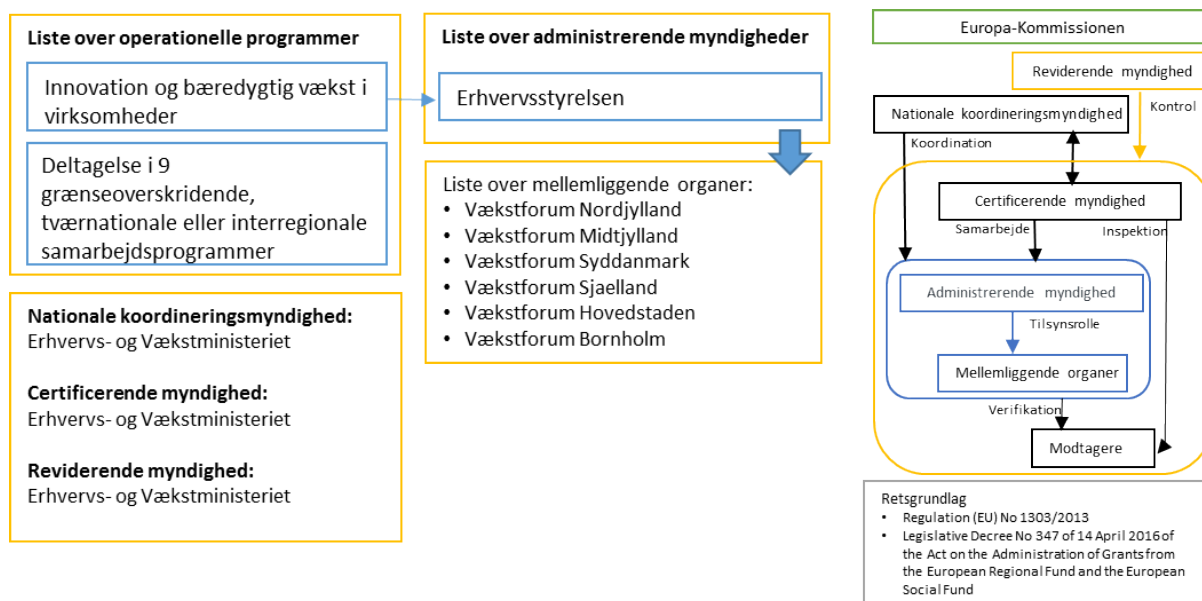 Liste over operationelle programmer
Innovation og bæredygtig vækst i
virksomheder
Deltagelse i 9
grænseoverskridende,
tværnationale eller interregionale
samarbejdsprogrammer
Nationale koordineringsmyndighed:
Erhvervs- og Vækstministeriet
Certificerende myndighed:
Erhvervs- og Vækstministeriet
Reviderende myndighed:
Erhvervs- og Vækstministeriet
Liste over administrerende myndigheder
Erhvervsstyrelsen
Liste over mellemliggende organer:
• Vækstforum Nordjylland
• Vækstforum Midtjylland
• Vækstforum Syddanmark
• Vækstforum Sjaelland
• Vækstforum Hovedstaden
• Vækstforum Bornholm
Europa-Kommissionen
Reviderende myndighed
Nationale koordineringsmyndighed
Kontrol
Koordination
Certificerende myndighed
Samarbejde
Inspektion
Administrerende myndighed
Tilsynsrolle
Mellemliggende organer
Verifikation
Modtagere
Retsgrundlag
• Regulation (EU) No 1303/2013
• Legislative Decree No 347 of 14 April 2016 of
the Act on the Administration of Grants from
the European Regional Fund and the European
Social Fund